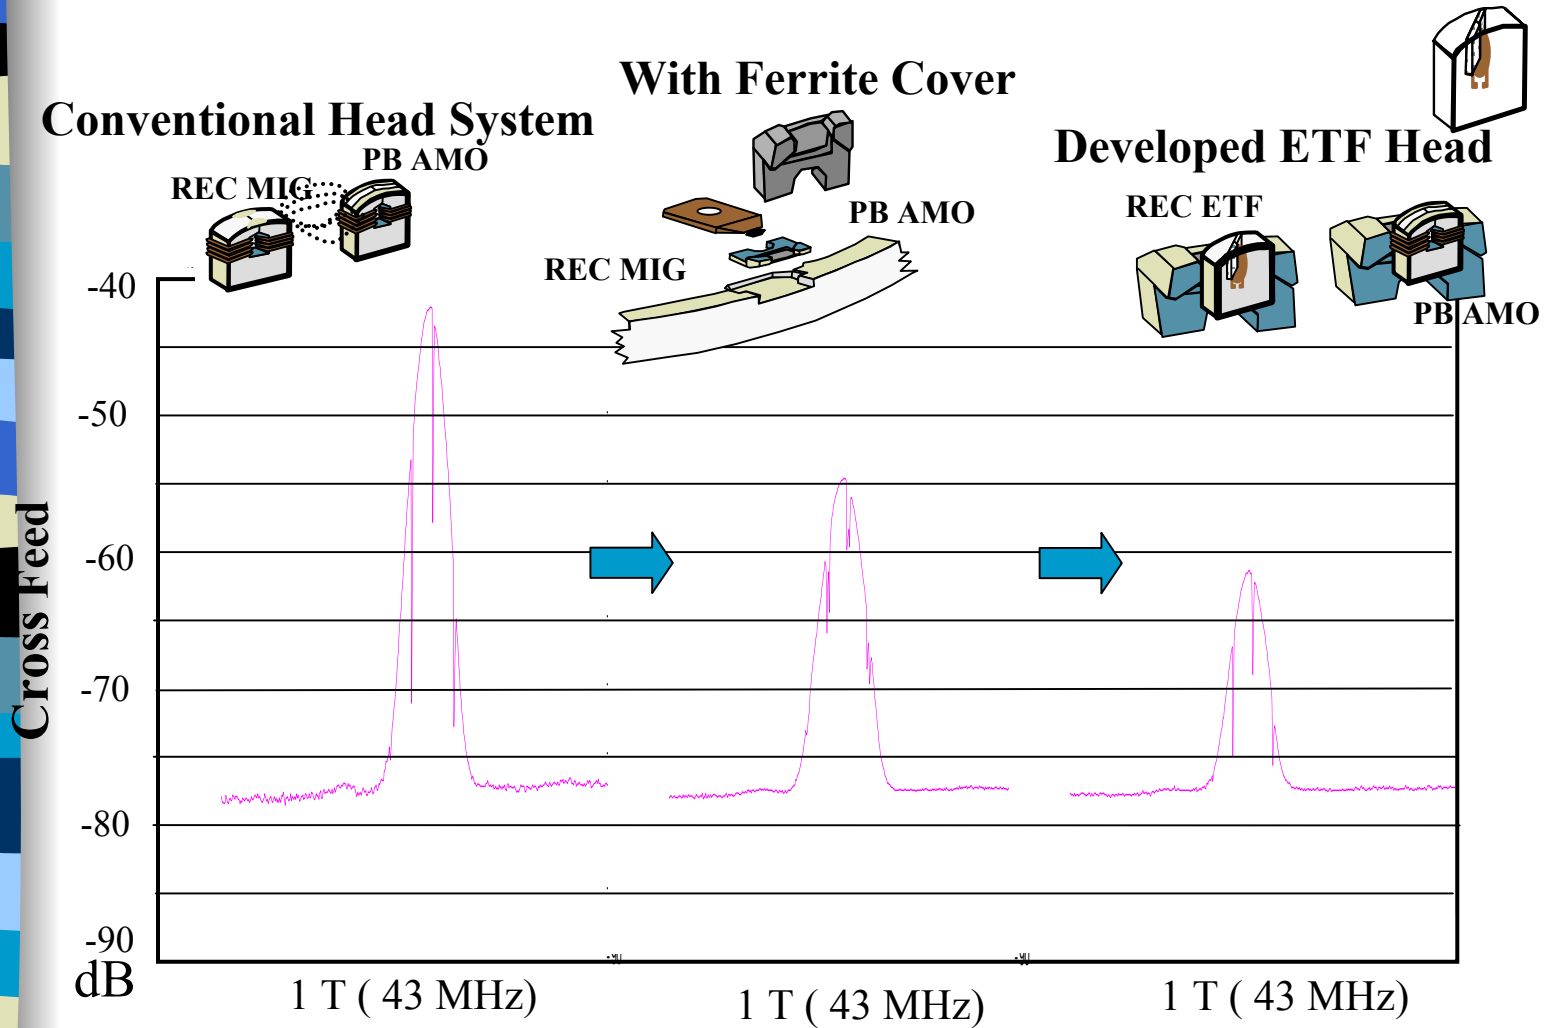 With Ferrite Cover
Conventional Head System
Developed ETF Head
PB AMO
REC MIG
PB AMO
REC MIG
REC ETF
PB AMO
-40
-50
-60
-70
-80
-90
dB
Cross Feed
1 T ( 43 MHz)
1 T ( 43 MHz)
1 T ( 43 MHz)